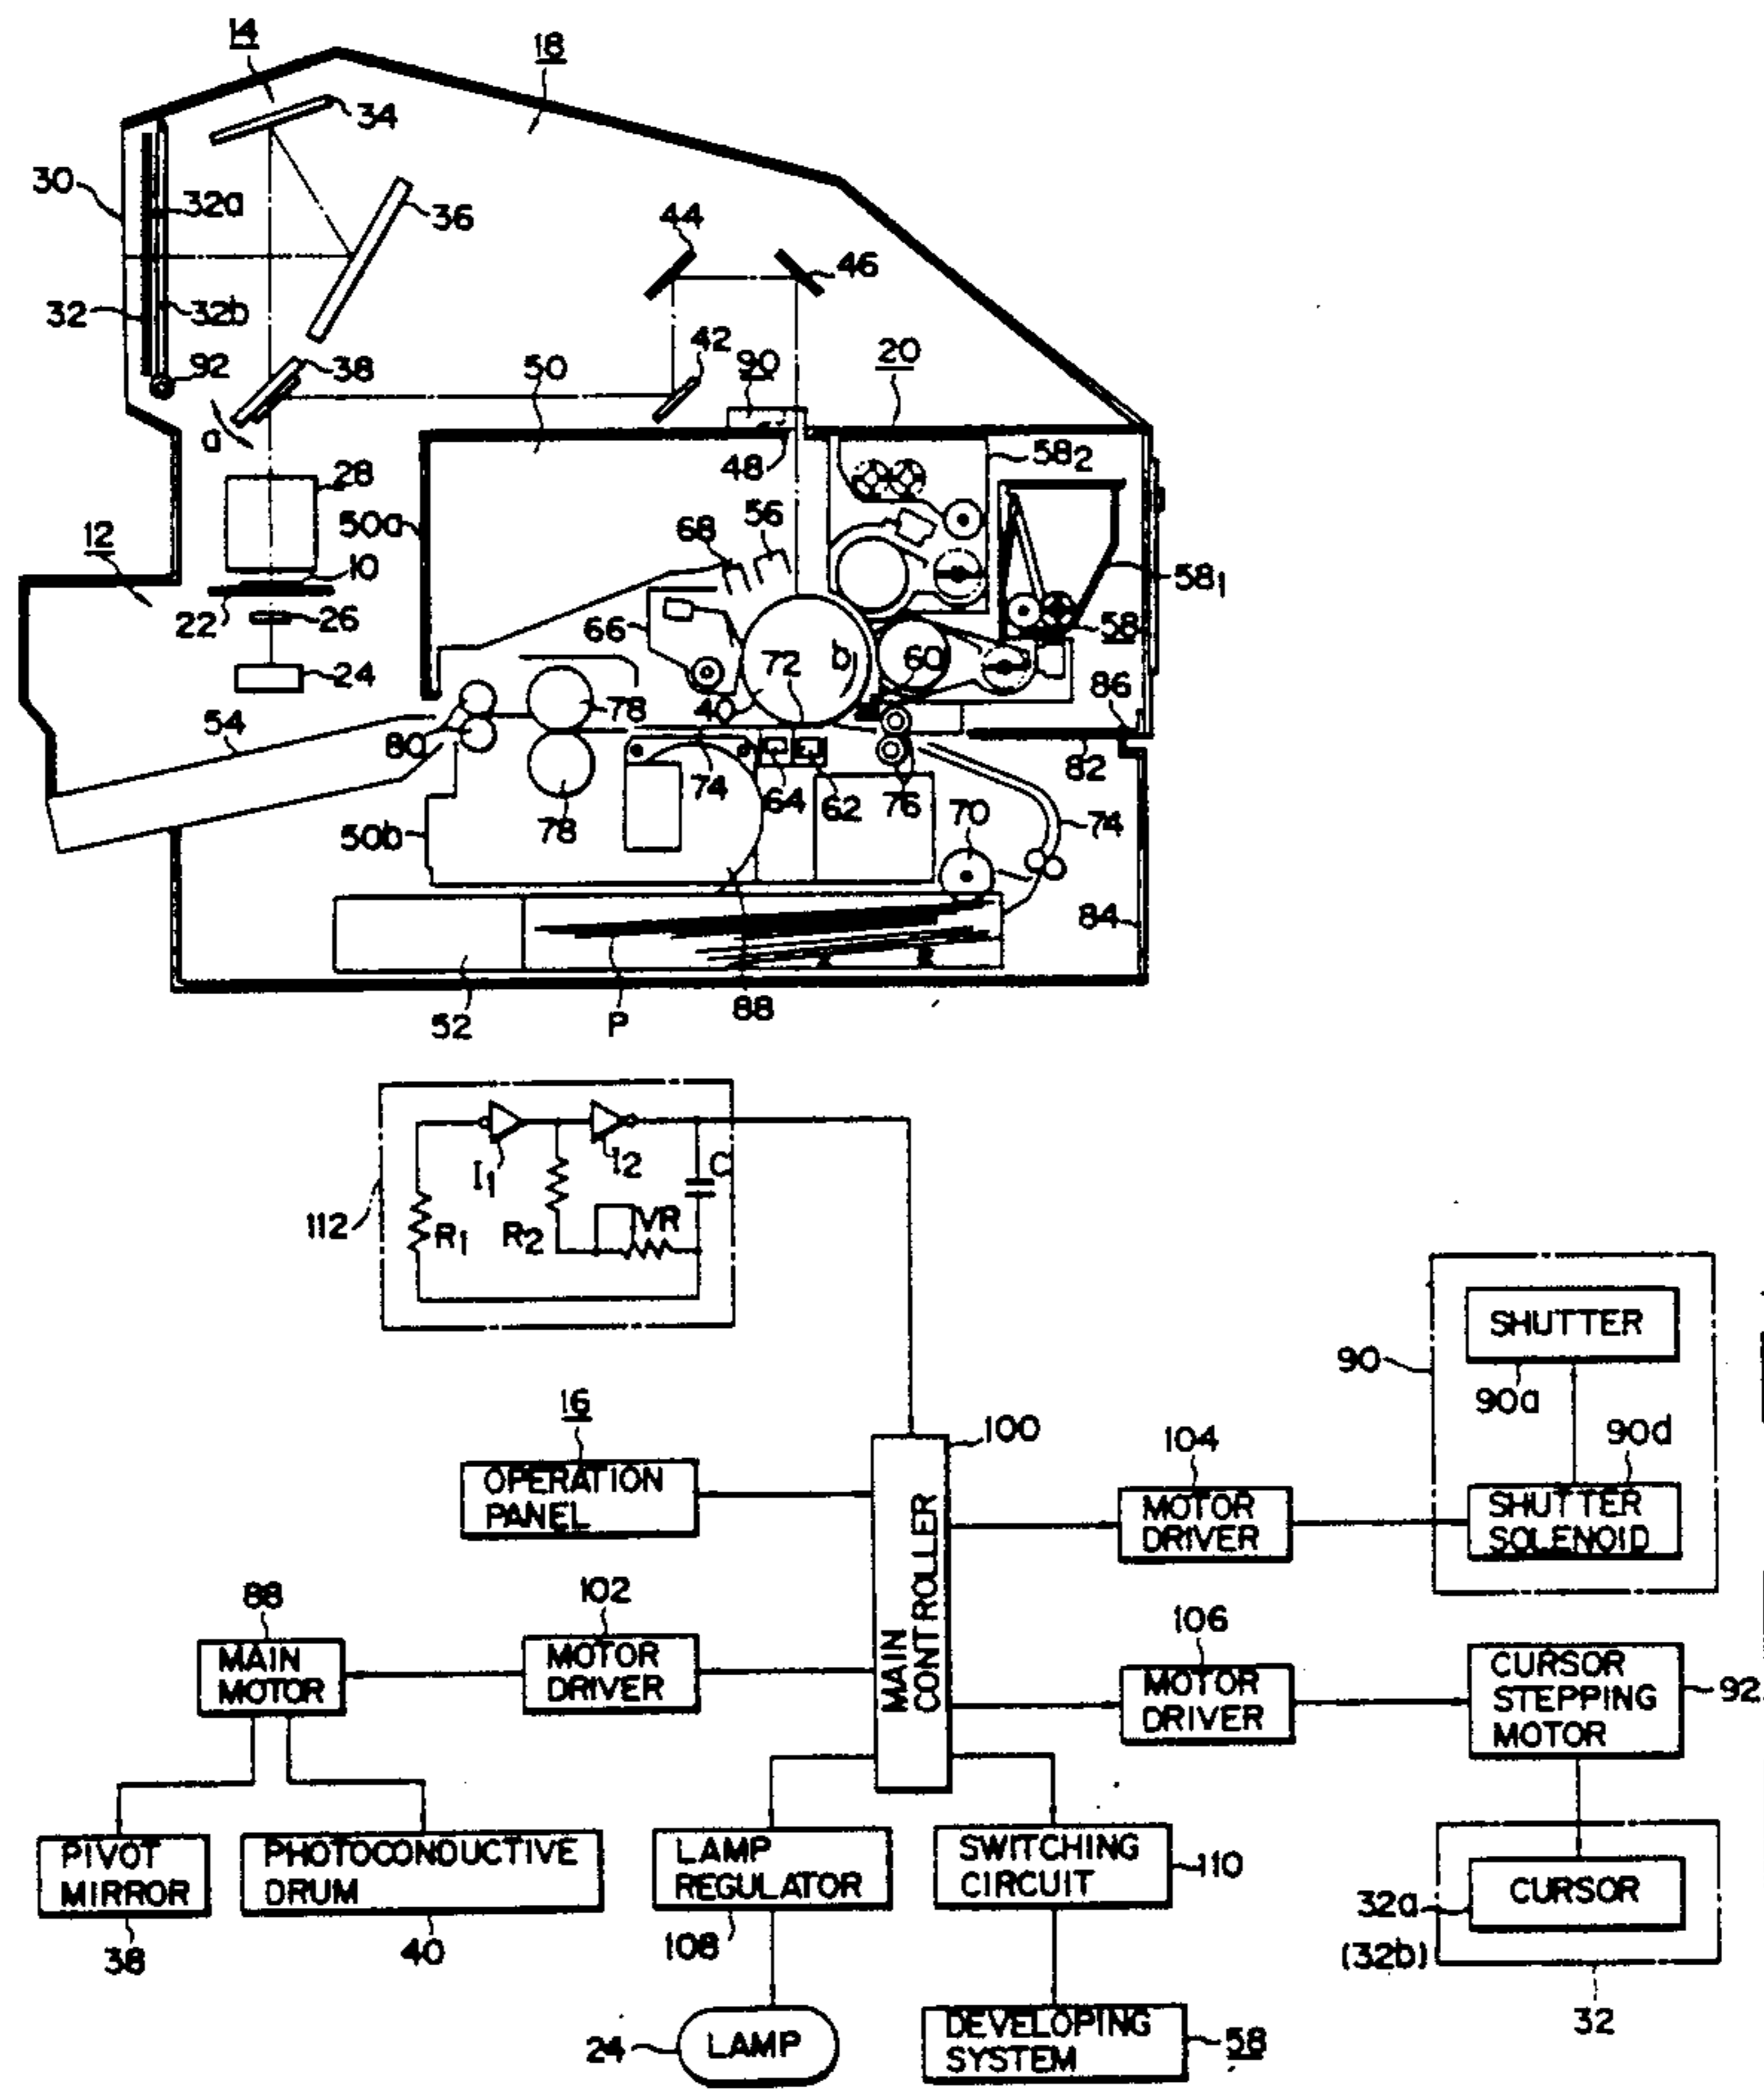 14
18
34
30
32a
36
44
46
32
32b
92
38
42
90
20
50
a
48
58₂
28
50a
68
56
12
10
22
26
58₁
66
72
b
60
58
24
86
54
40
78
80
74
64
62
76
82
78
70
74
50b
84
52
P
88
I₁
I₂
C
112
R₁
R₂
VR
SHUTTER
90
90a
16
100
104
90d
OPERATION
PANEL
MAIN
CONTROLLER
MOTOR
DRIVER
SHUTTER
SOLENOID
88
102
106
MAIN
MOTOR
MOTOR
DRIVER
MOTOR
DRIVER
CURSOR
STEPPING
MOTOR
92
PIVOT
MIRROR
PHOTOCONDUCTIVE
DRUM
LAMP
REGULATOR
SWITCHING
CIRCUIT
110
CURSOR
32a
(32b)
38
40
108
32
24
LAMP
DEVELOPING
SYSTEM
58